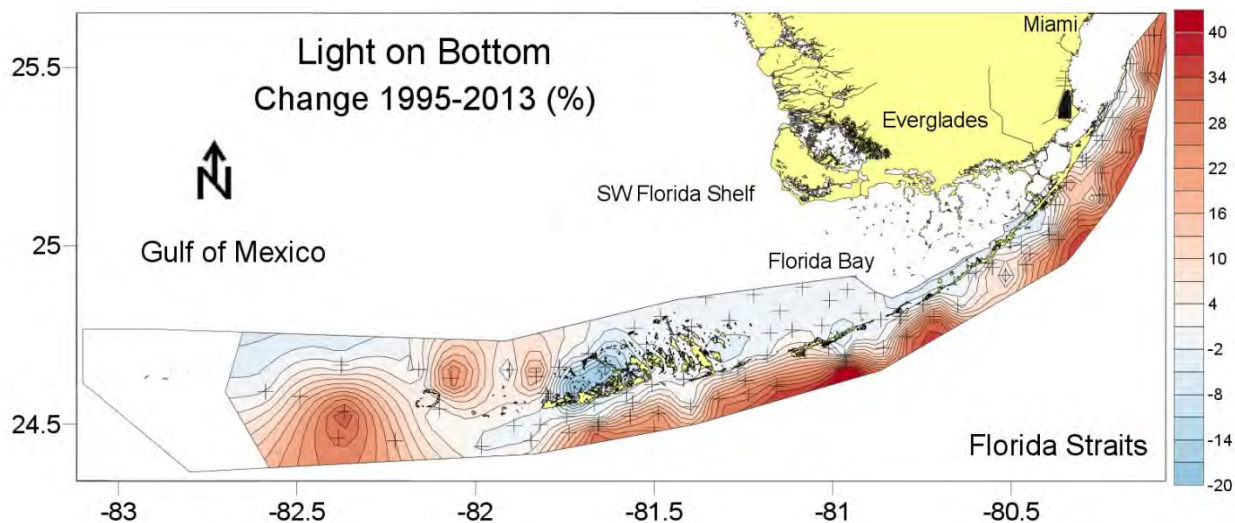 Light on Bottom
Change 1995-2013 (%)
N
Gulf of Mexico
Miami
Everglades
SW Florida Shelf
Florida Bay
Florida Straits
25.5
25
24.5
-83
-82.5
-82
-81.5
-81
-80.5
40
34
28
22
16
10
4
-2
-8
-14
-20